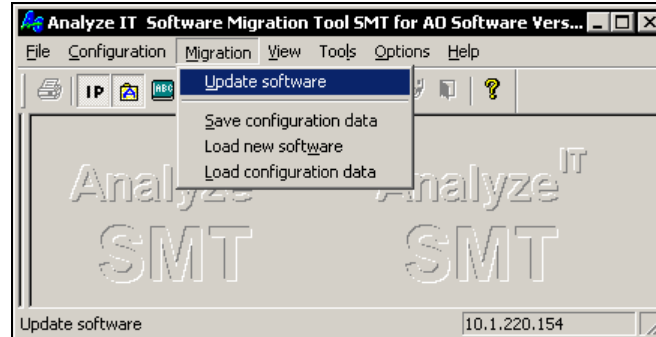 Analyze IT Software Migration Tool SMT for AO Software Vers...
File Configuration Migration View Tools Options Help
IP A ABC ?
Update software
Save configuration data
Load new software
Load configuration data
Analyze AnalyzeIT
SMT SMT
Update software 10.1.220.154